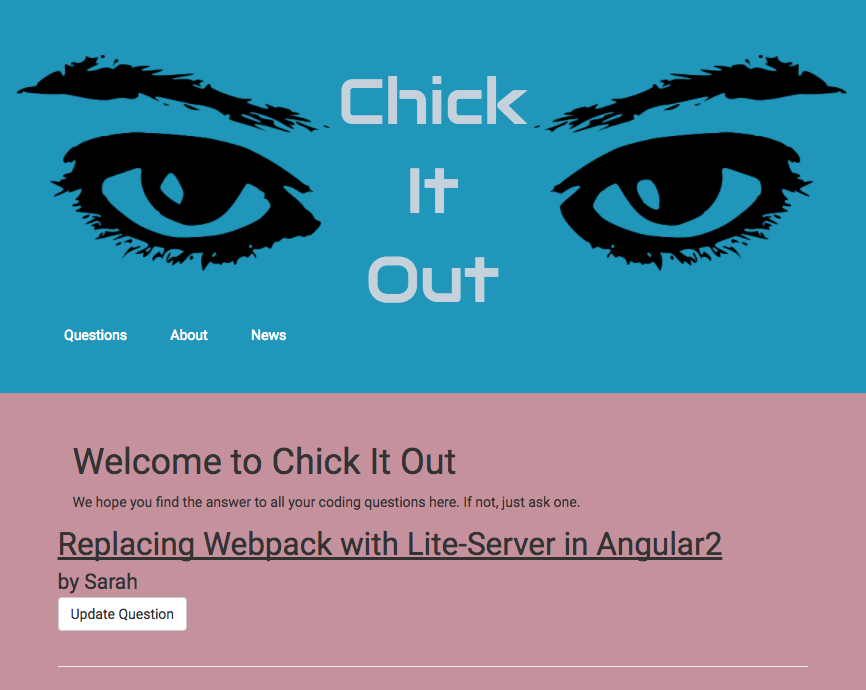 Chick
It
Out
Questions About News
Welcome to Chick It Out
We hope you find the answer to all your coding questions here. If not, just ask one.
Replacing Webpack with Lite-Server in Angular2
by Sarah
Update Question